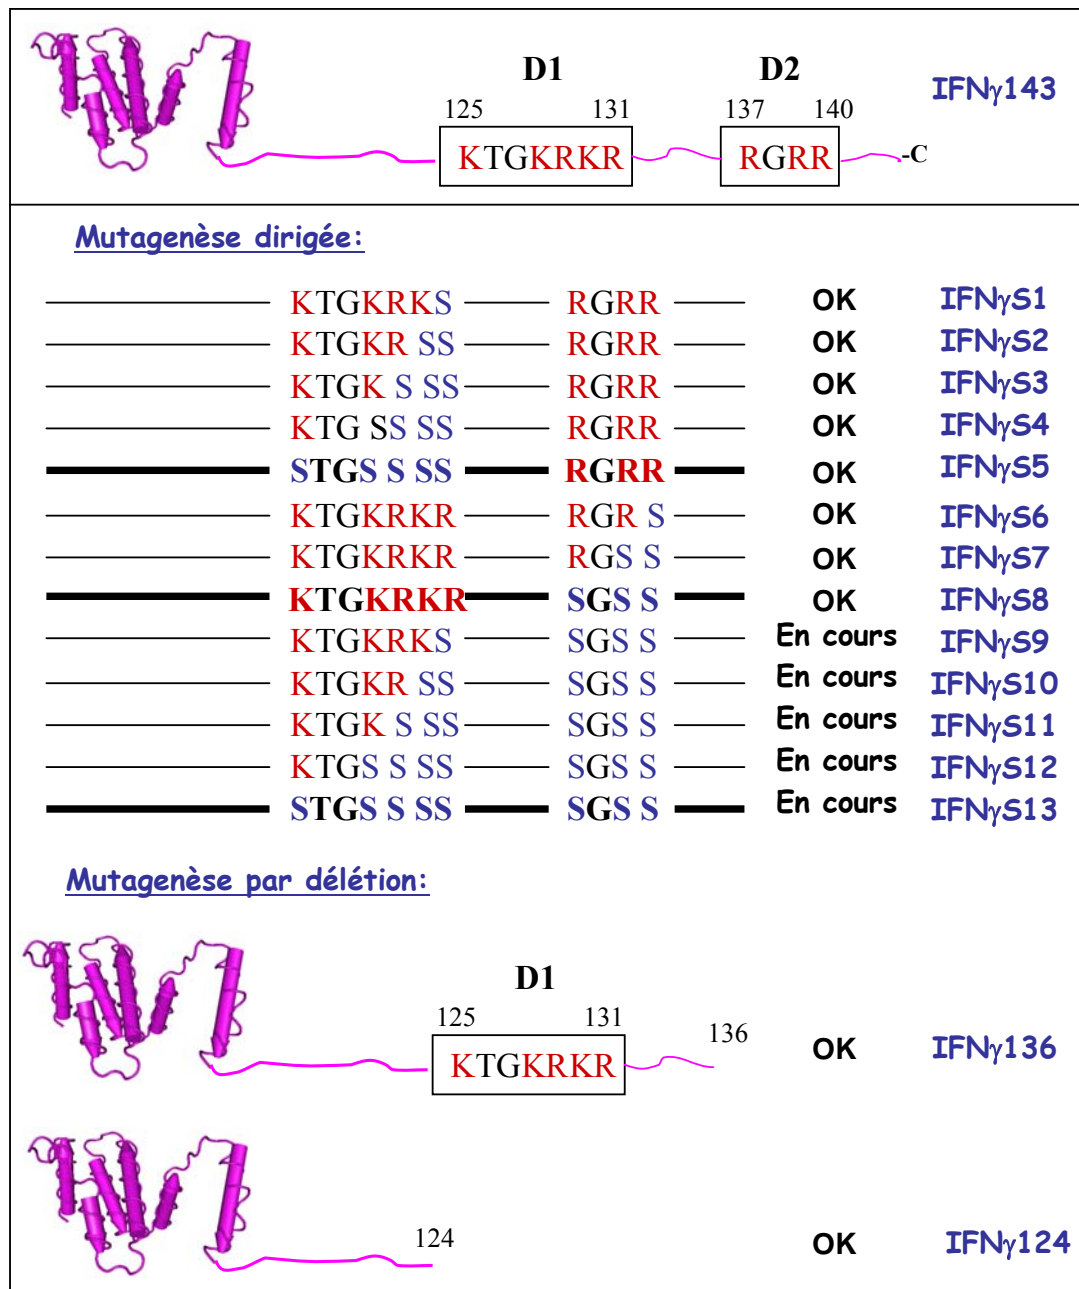 D1 D2 IFNγ143
125 131 137 140
KTGKRKR RGRR -C
Mutagenèse dirigée:
KTGKRKS RGRR OK IFNγS1
KTGKR SS RGRR OK IFNγS2
KTGK S SS RGRR OK IFNγS3
KTG SS SS RGRR OK IFNγS4
STGS S SS RGRR OK IFNγS5
KTGKRKR RGR S OK IFNγS6
KTGKRKR RGS S OK IFNγS7
KTGKRKR SGS S OK IFNγS8
KTGKRKS SGS S En cours IFNγS9
KTGKR SS SGS S En cours IFNγS10
KTGK S SS SGS S En cours IFNγS11
KTGS S SS SGS S En cours IFNγS12
STGS S SS SGS S En cours IFNγS13
Mutagenèse par délétion:
D1
125 131 136
KTGKRKR OK IFNγ136
124 OK IFNγ124